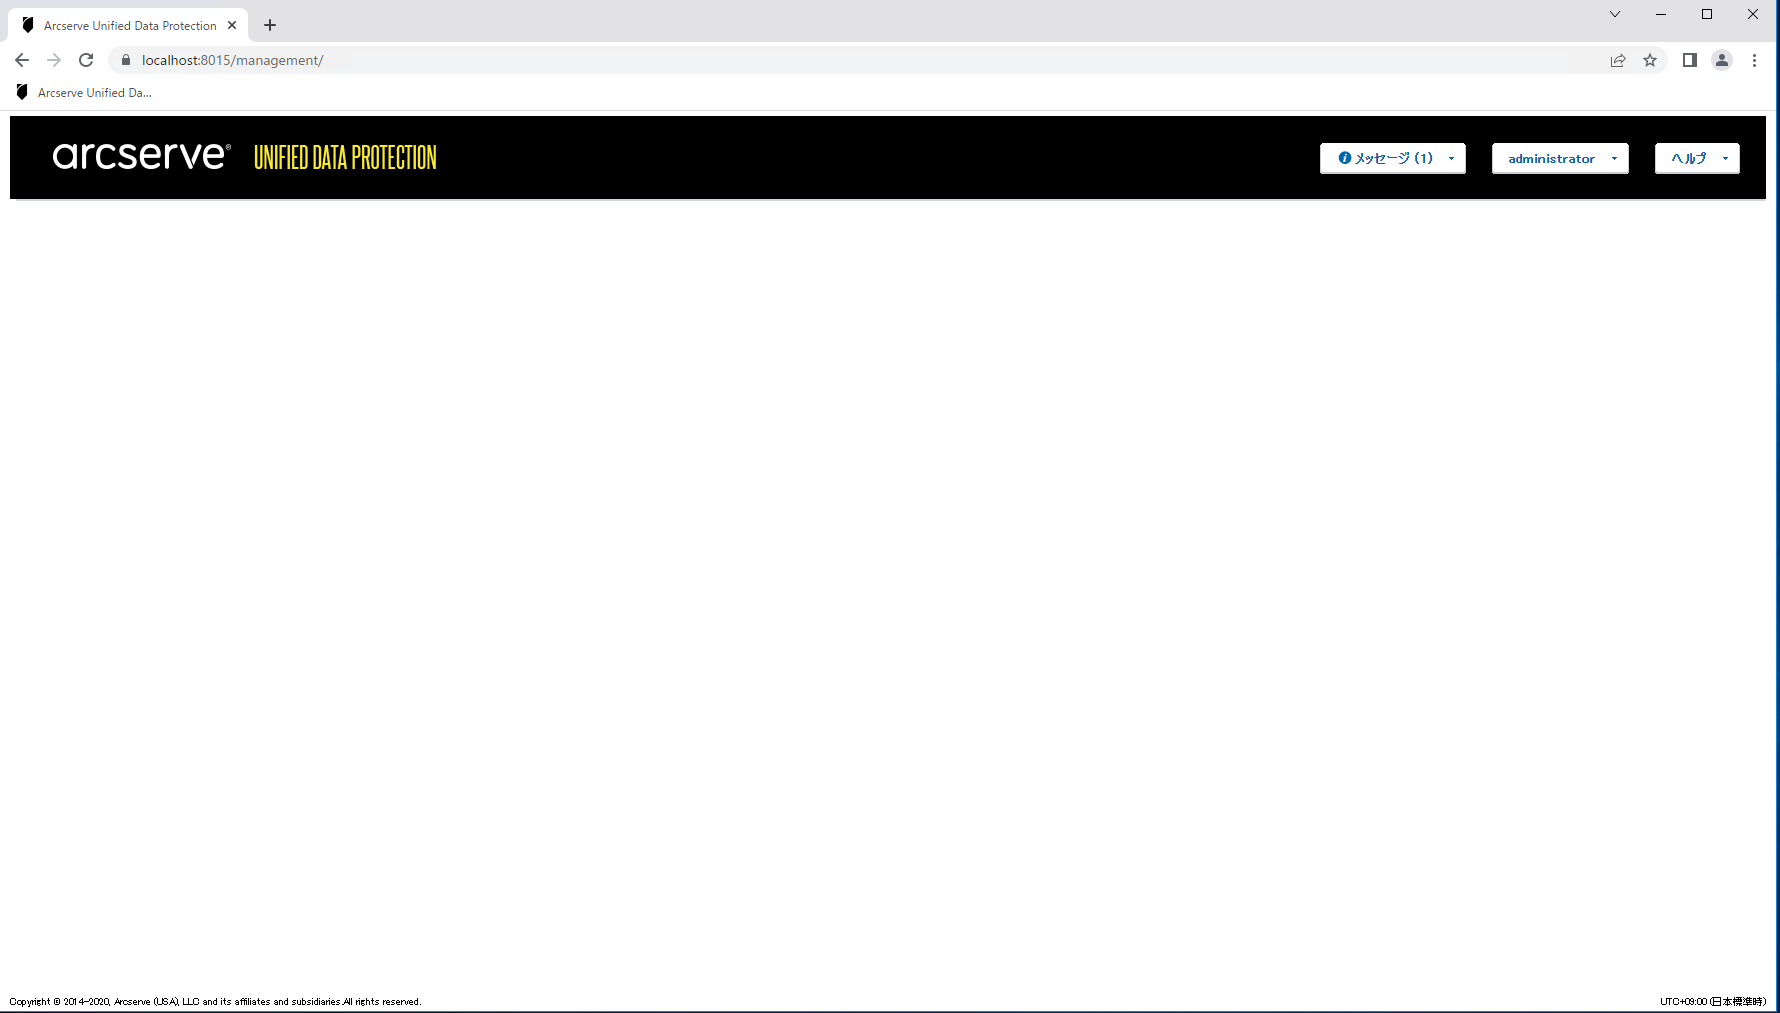 Arcserve Unified Data Protection
localhost:8015/management/
Arcserve Unified Da...
arcserve® UNIFIED DATA PROTECTION
メッセージ (1)
administrator
ヘルプ
Copyright © 2014-2020, Arcserve (USA), LLC and its affiliates and subsidiaries.All rights reserved.
UTC+09:00 (日本標準時)